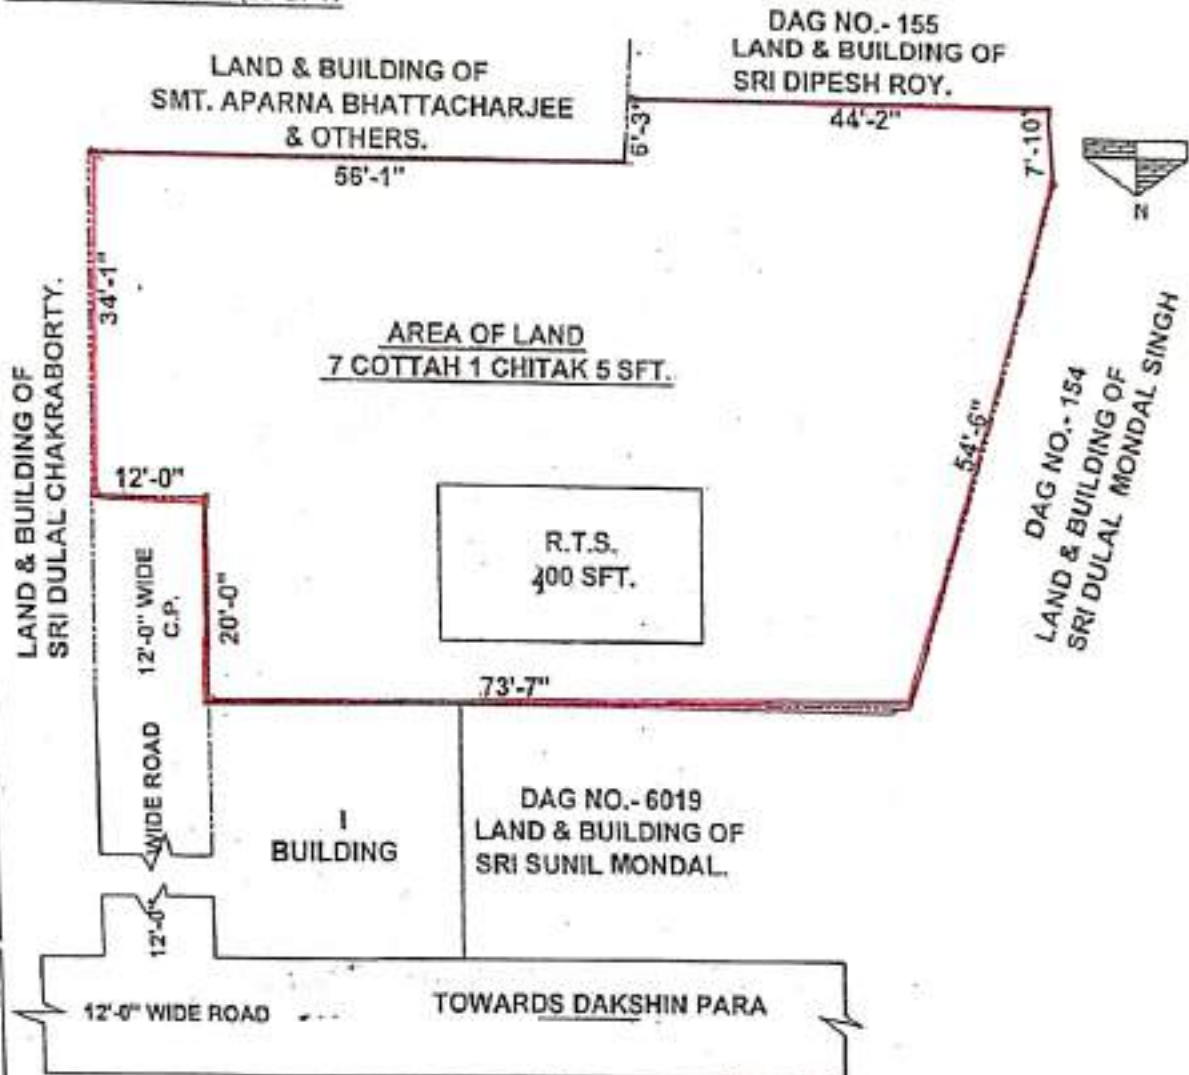 DAG NO.- 155
LAND & BUILDING OF
SRI DIPESH ROY.
LAND & BUILDING OF
SMT. APARNA BHATTACHARJEE
& OTHERS.
6'-3"
44'-2"
7'-10
56'-1"
N
34'-1"
AREA OF LAND
7 COTTAH 1 CHITAK 5 SFT.
LAND & BUILDING OF
SRI DULAL CHAKRABORTY.
54'-6"
DAG NO.- 154
LAND & BUILDING OF
SRI DULAL MONDAL SINGH
12'-0"
R.T.S.
00 SFT.
12'-0" WIDE
C.P.
20'-0"
73'-7"
WIDE ROAD
12'-0"
I
BUILDING
DAG NO.- 6019
LAND & BUILDING OF
SRI SUNIL MONDAL.
12'-0" WIDE ROAD
TOWARDS DAKSHIN PARA